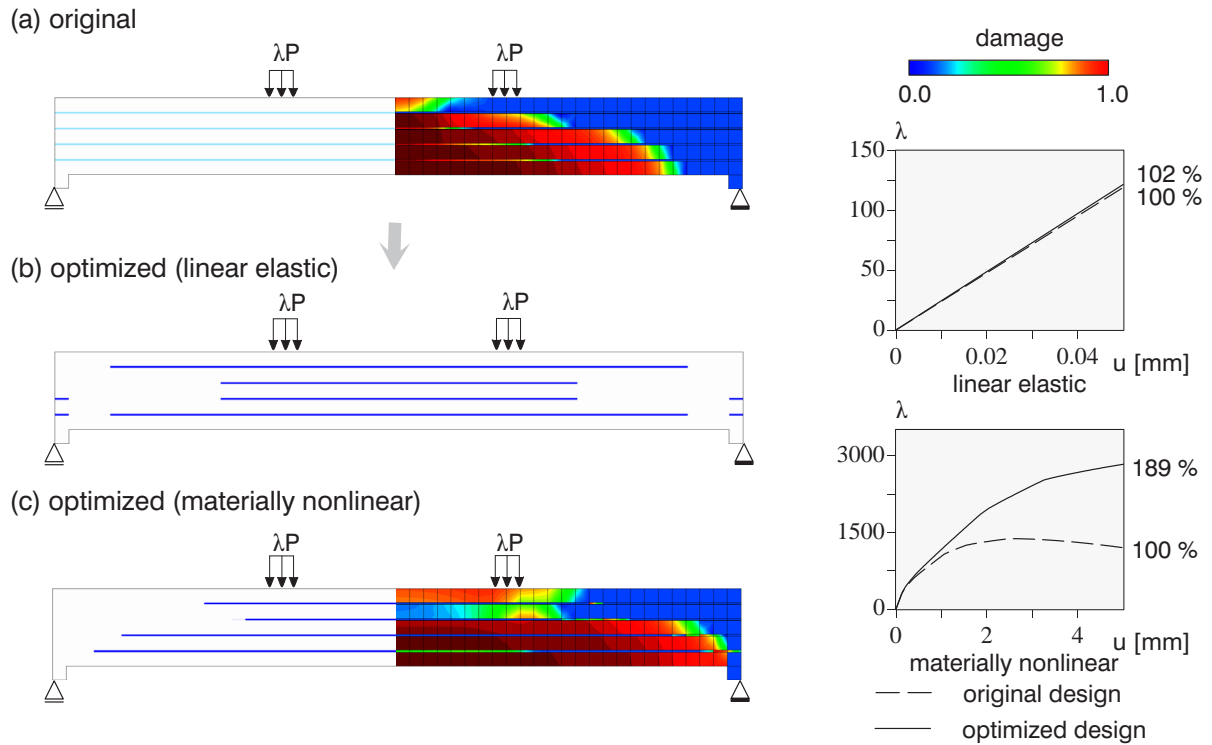 (a) original
λP
λP
damage
0.0
1.0
λ
150
100
50
0
102 %
100 %
0
0.02
0.04
u [mm]
linear elastic
(b) optimized (linear elastic)
λP
λP
λ
3000
1500
0
189 %
100 %
0
2
4
u [mm]
materially nonlinear
(c) optimized (materially nonlinear)
λP
λP
original design
optimized design